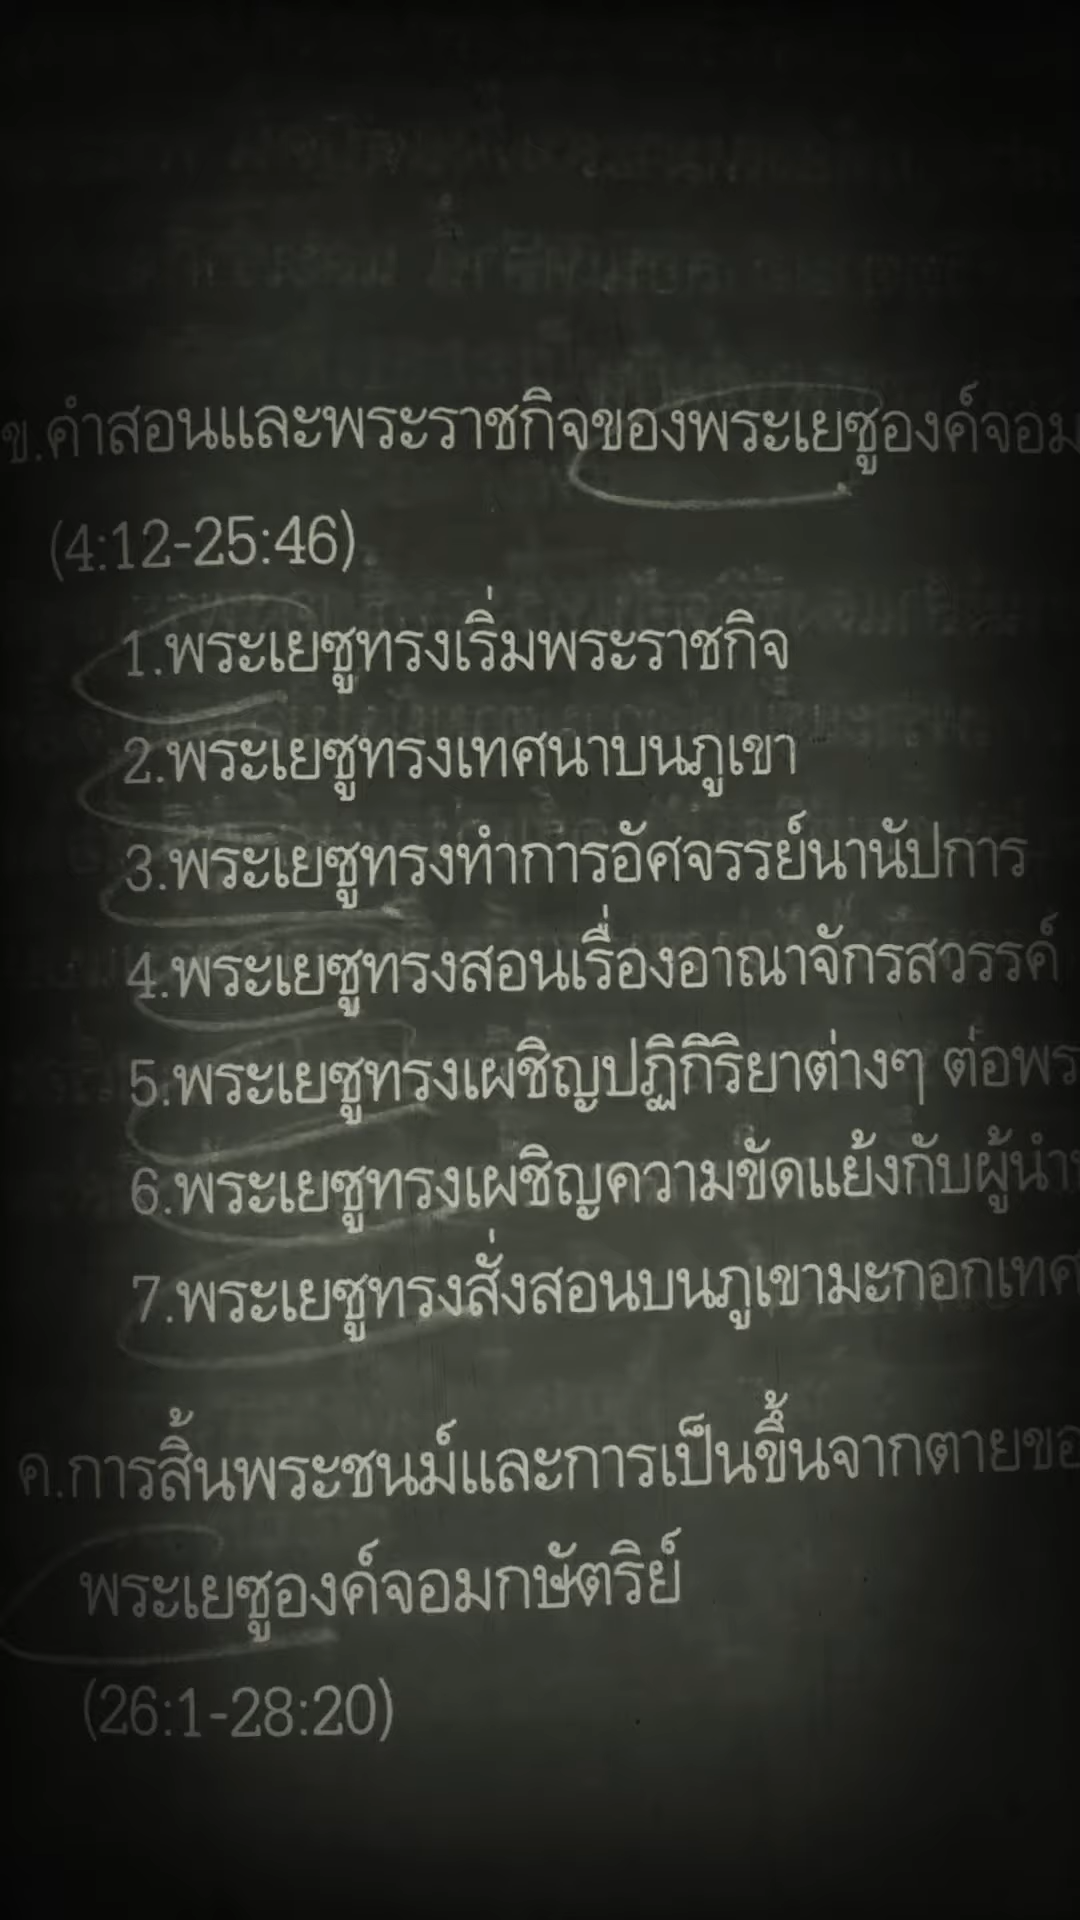 ข.คำสอนและพระราชกิจของพระเยซูองค์จอม
(4:12-25:46)
1.พระเยซูทรงเริ่มพระราชกิจ
2.พระเยซูทรงเทศนาบนภูเขา
3.พระเยซูทรงทำการอัศจรรย์นานัปการ
4.พระเยซูทรงสอนเรื่องอาณาจักรสวรรค์
5.พระเยซูทรงเผชิญปฏิกิริยาต่างๆ ต่อพร
6.พระเยซูทรงเผชิญความขัดแย้งกับผู้นำ
7.พระเยซูทรงสั่งสอนบนภูเขามะกอกเทศ
ค.การสิ้นพระชนม์และการเป็นขึ้นจากตายขอ
พระเยซูองค์จอมกษัตริย์
(26:1-28:20)